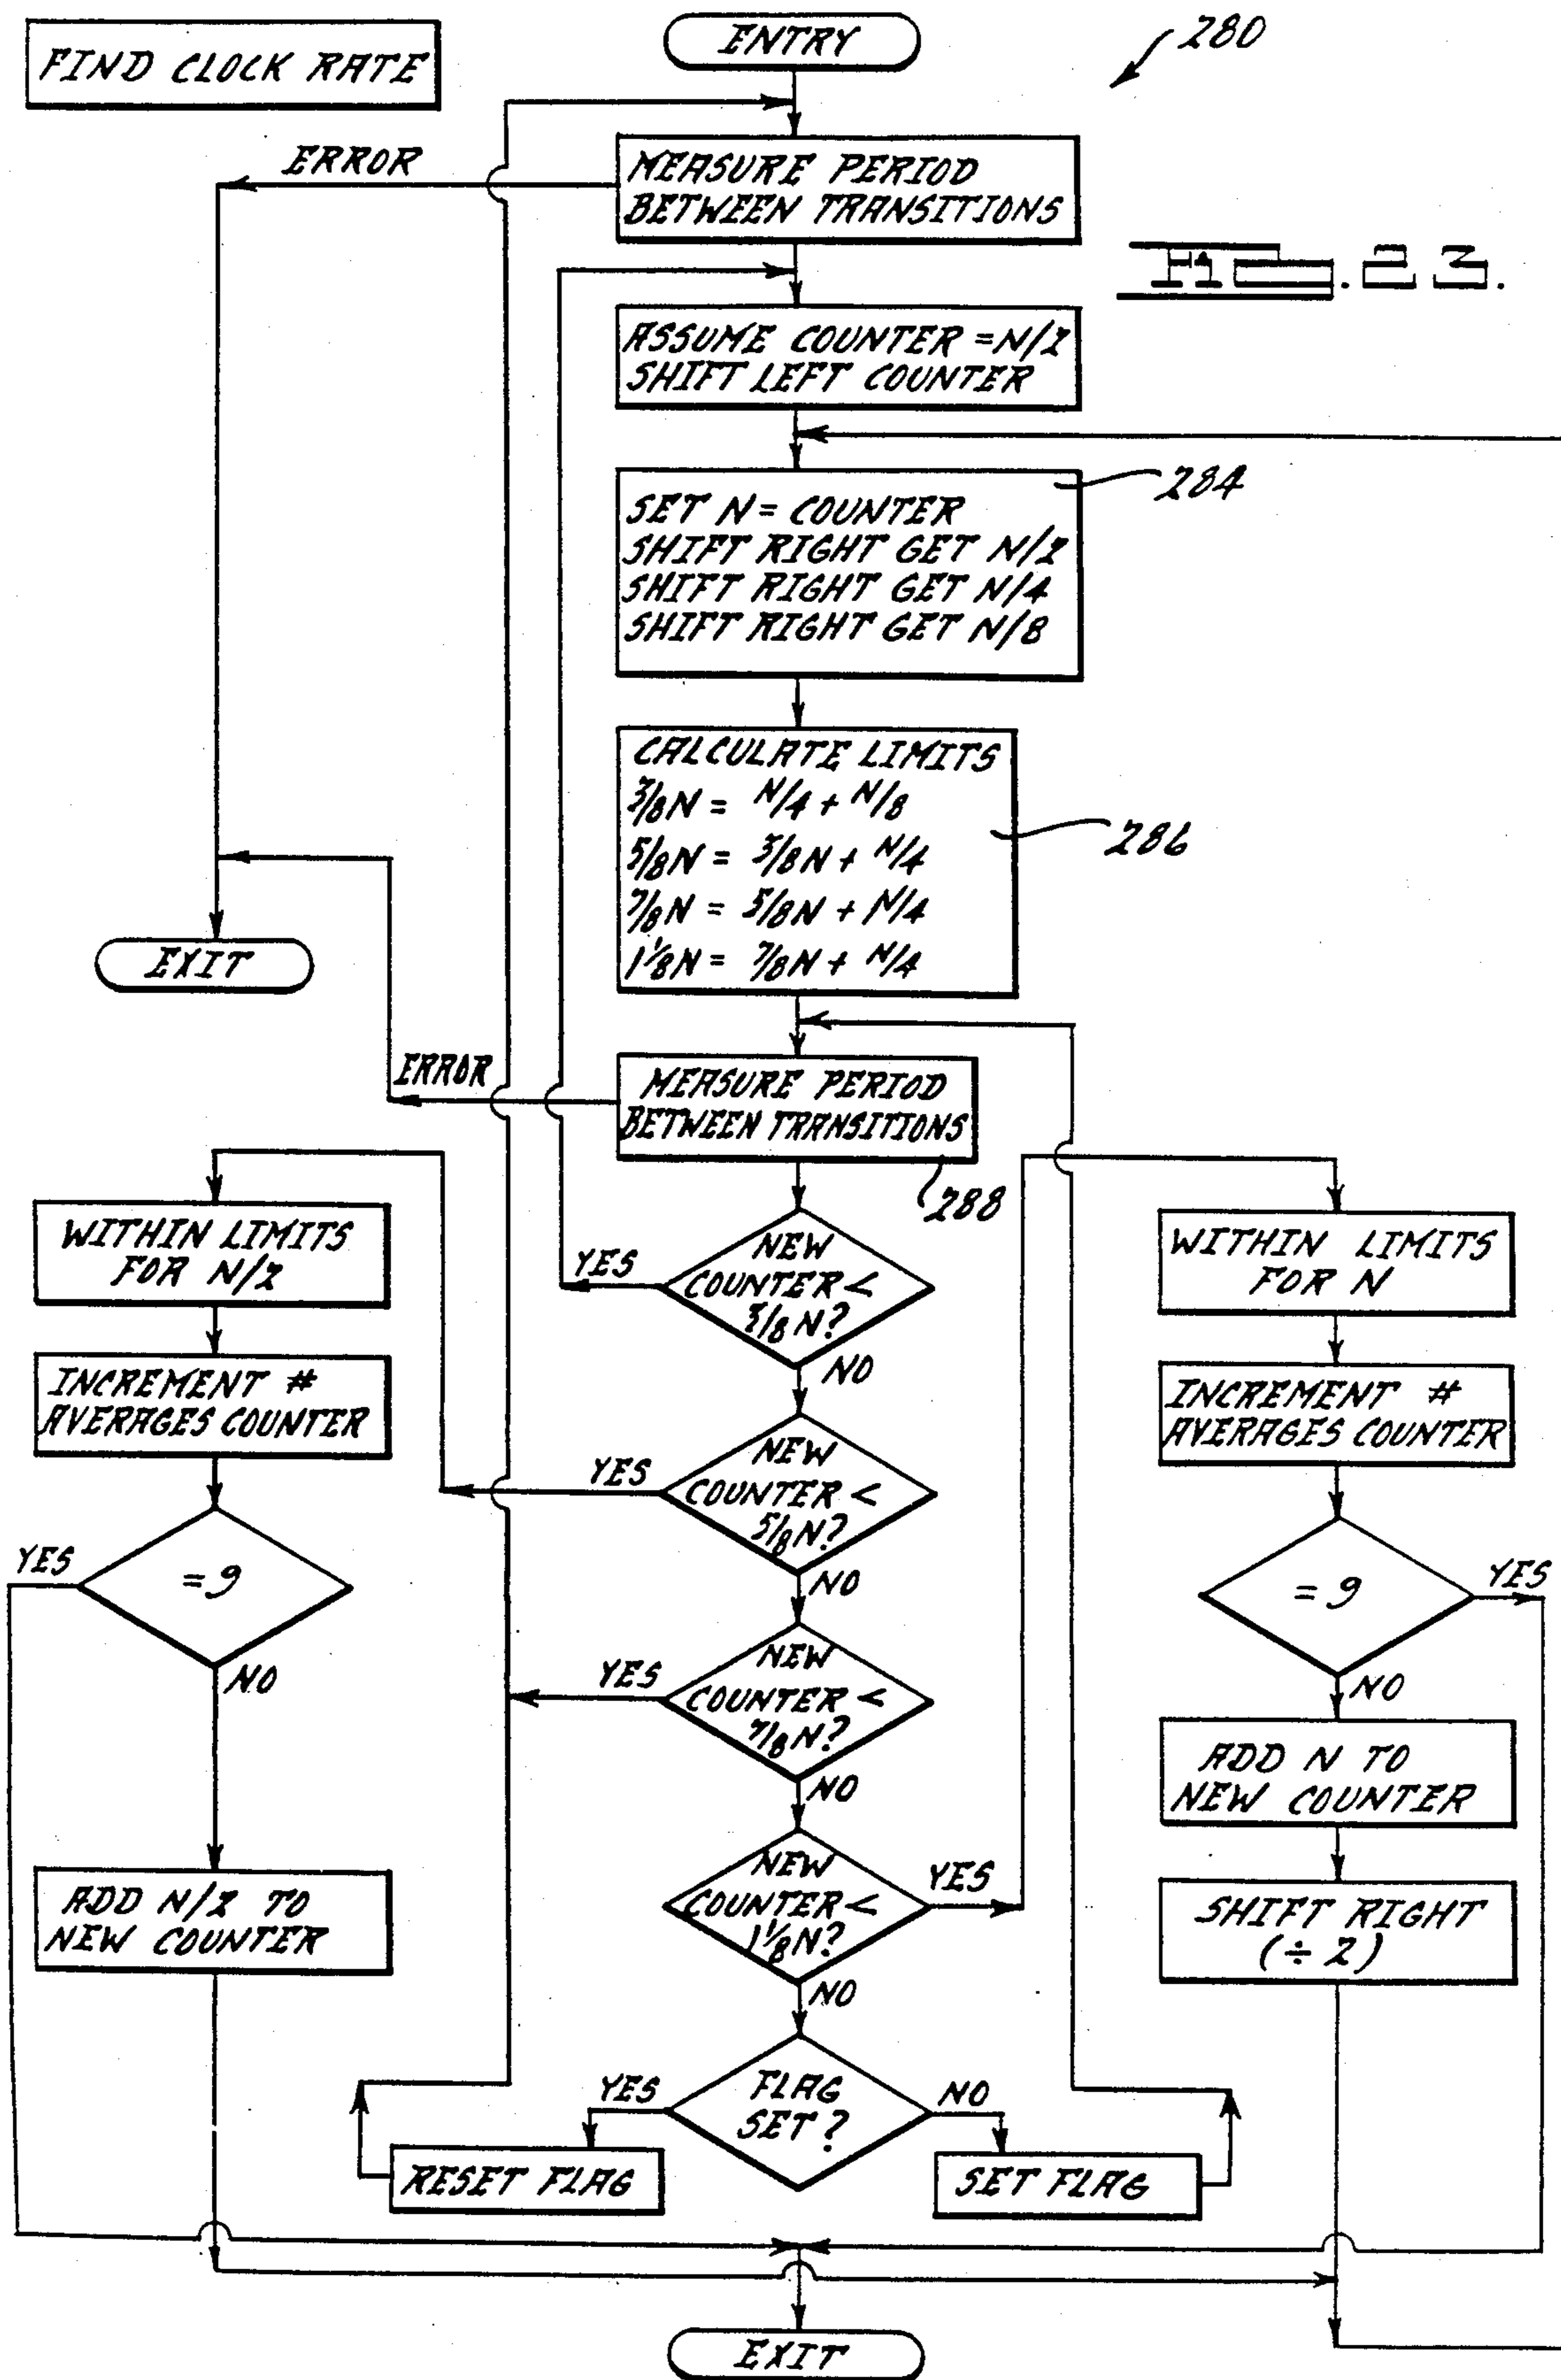 FIND CLOCK RATE
ENTRY
280
ERROR
MEASURE PERIOD
BETWEEN TRANSITIONS
FIG. 23.
ASSUME COUNTER = N/2
SHIFT LEFT COUNTER
284
SET N = COUNTER
SHIFT RIGHT GET N/2
SHIFT RIGHT GET N/4
SHIFT RIGHT GET N/8
CALCULATE LIMITS
3/8N = N/4 + N/8
5/8N = 3/8N + N/4
7/8N = 5/8N + N/4
1 1/8N = 7/8N + N/4
286
EXIT
ERROR
MEASURE PERIOD
BETWEEN TRANSITIONS
288
WITHIN LIMITS
FOR N/2
YES
NEW
COUNTER <
3/8N?
NO
WITHIN LIMITS
FOR N
INCREMENT #
AVERAGES COUNTER
YES
NEW
COUNTER <
5/8N?
NO
INCREMENT #
AVERAGES COUNTER
YES
= 9
NO
YES
NEW
COUNTER <
7/8N?
NO
= 9
YES
NO
ADD N/2 TO
NEW COUNTER
NEW
COUNTER <
1 1/8N?
YES
NO
ADD N TO
NEW COUNTER
SHIFT RIGHT
(÷ 2)
YES
FLAG
SET?
NO
RESET FLAG
SET FLAG
EXIT